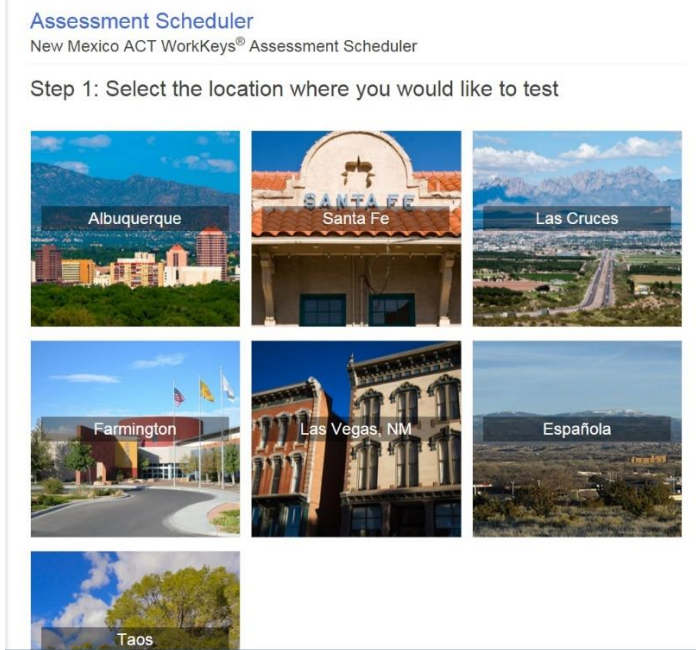 Assessment Scheduler
New Mexico ACT WorkKeys® Assessment Scheduler
Step 1: Select the location where you would like to test
Albuquerque
SANTA FE
Santa Fe
Las Cruces
Farmington
Las Vegas, NM
Española
Taos